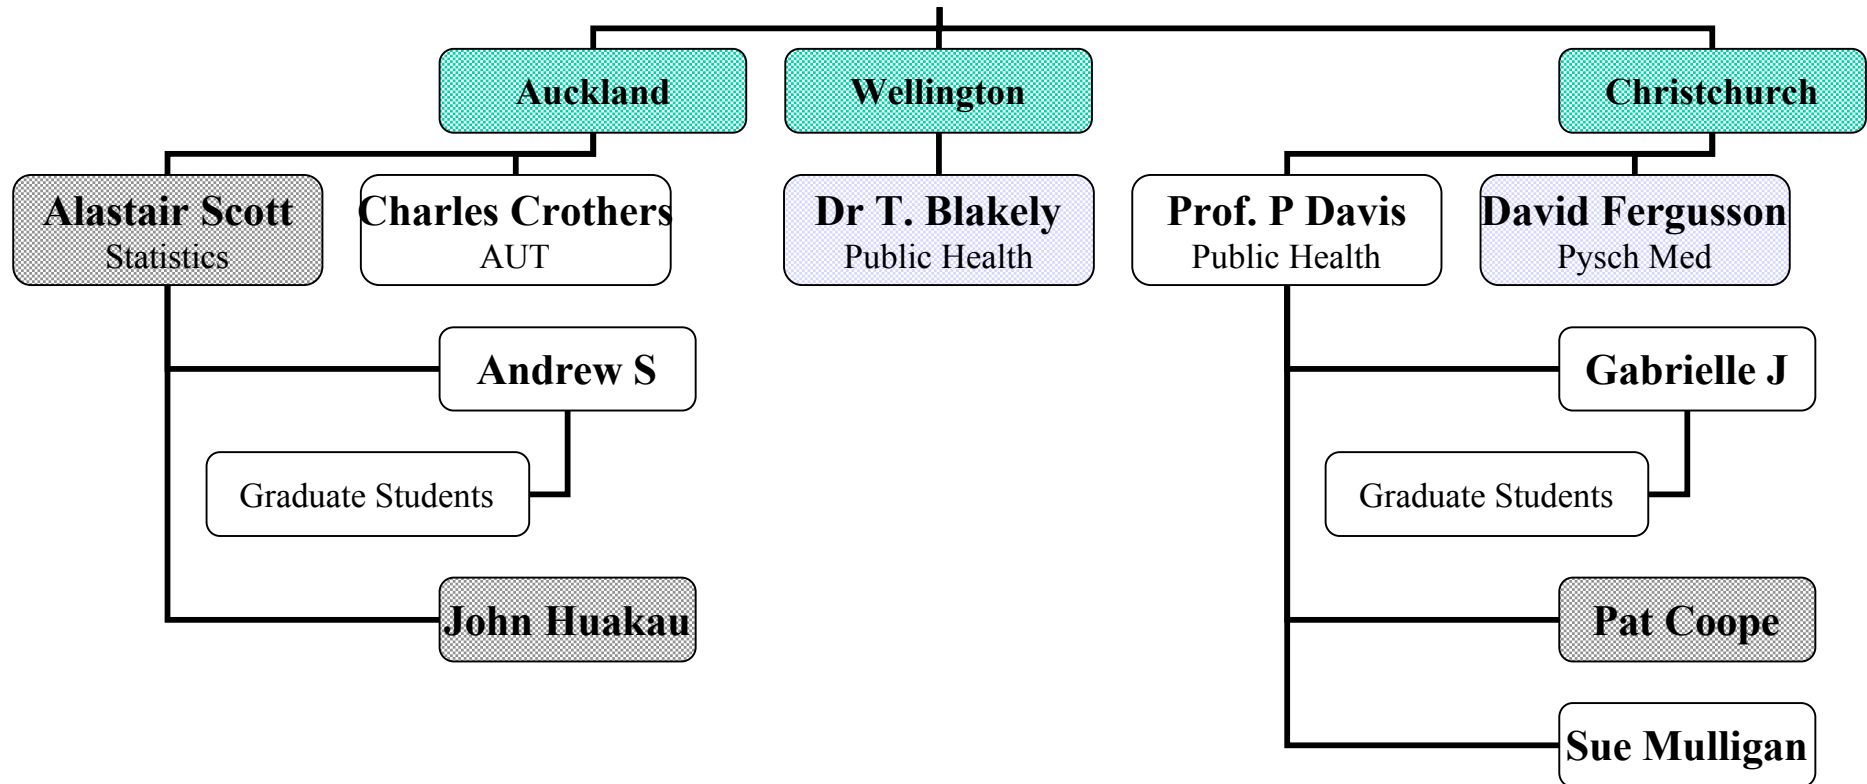 Auckland
Wellington
Christchurch
Alastair Scott
Statistics
Charles Crothers
AUT
Dr T. Blakely
Public Health
Prof. P Davis
Public Health
David Fergusson
Pysch Med
Andrew S
Gabrielle J
Graduate Students
Graduate Students
John Huakau
Pat Coope
Sue Mulligan